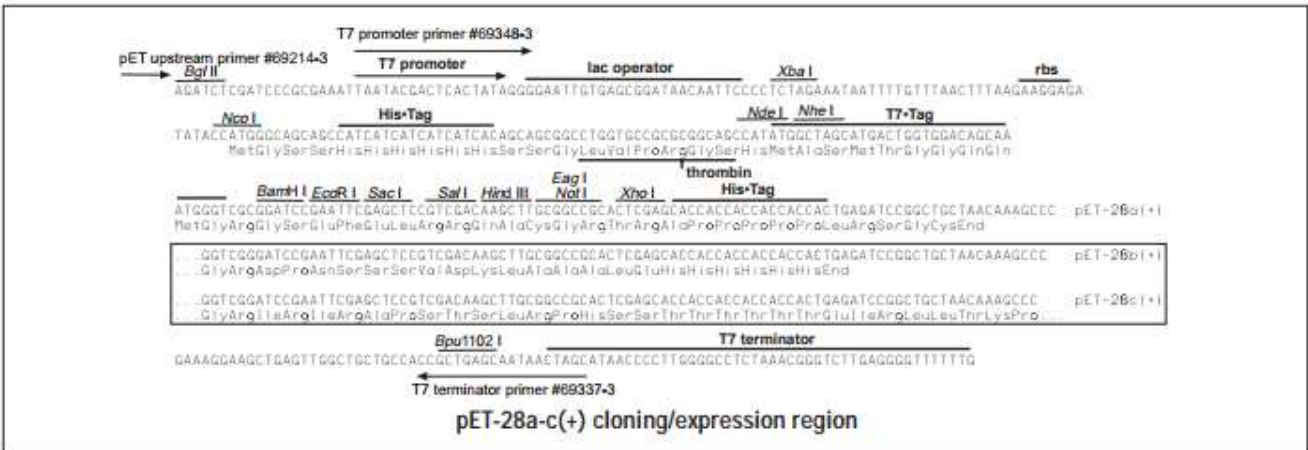 T7 promoter primer #69348-3
pET upstream primer #69214-3
Bgl II
T7 promoter
lac operator
Xba I
rbs
AGATCTCGATCCCGCGAAATTAATACGACTCACTATAGGGGAATTGTGAGCGGATAACAATTCCCCTCTAGAAATAATTTTGTTTAACTTTAAGAAGGAGA
Nco I
His•Tag
Nde I
Nhe I
T7•Tag
TATACCATGGGCAGCAGCCATCATCATCATCATCACAGCAGCGGCCTGGTGCCGCGCGGCAGCCATATGGCTAGCATGACTGGTGGACAGCAA
MetGlySerSerHisHisHisHisHisHisSerSerGlyLeuValProArgGlySerHisMetAlaSerMetThrGlyGlyGlnGln
thrombin
BamH I
EcoR I
Sac I
Sal I
Hind III
Eag I
Not I
Xho I
His•Tag
ATGGGTCGCGGATCCGAATTCGAGCTCCGTCGACAAGCTTGCGGCCGCACTCGAGCACCACCACCACCACCACTGAGATCCGGCTGCTAACAAAGCCC pET-28a(+)
MetGlyArgGlySerGluPheGluLeuArgArgGlnAlaCysGlyArgThrArgAlaProProProProProLeuArgSerGlyCysEnd
...GGTCGGGATCCGAATTCGAGCTCCGTCGACAAGCTTGCGGCCGCACTCGAGCACCACCACCACCACCACTGAGATCCGGCTGCTAACAAAGCCC pET-28b(+)
...GlyArgAspProAsnSerSerSerValAspLysLeuAlaAlaAlaLeuGluHisHisHisHisHisHisEnd
...GGTCGGATCCGAATTCGAGCTCCGTCGACAAGCTTGCGGCCGCACTCGAGCACCACCACCACCACCACTGAGATCCGGCTGCTAACAAAGCCC pET-28c(+)
...GlyArgIleArgIleArgAlaProSerThrSerLeuArgProHisSerSerThrThrThrThrThrThrGluIleArgLeuLeuThrLysPro...
Bpu1102 I
T7 terminator
GAAAGGAAGCTGAGTTGGCTGCTGCCACCGCTGAGCAATAACTAGCATAACCCCTTGGGGCCTCTAAACGGGTCTTGAGGGGTTTTTTG
T7 terminator primer #69337-3
pET-28a-c(+) cloning/expression region